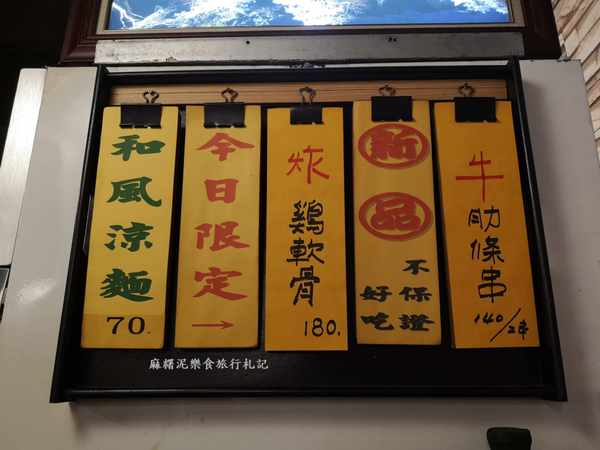 和風涼麵
70.
今日限定→
炸
鷄軟骨
180.
新品
不保證
好吃
牛
肋條串
140/2串
麻糬泥樂食旅行札記